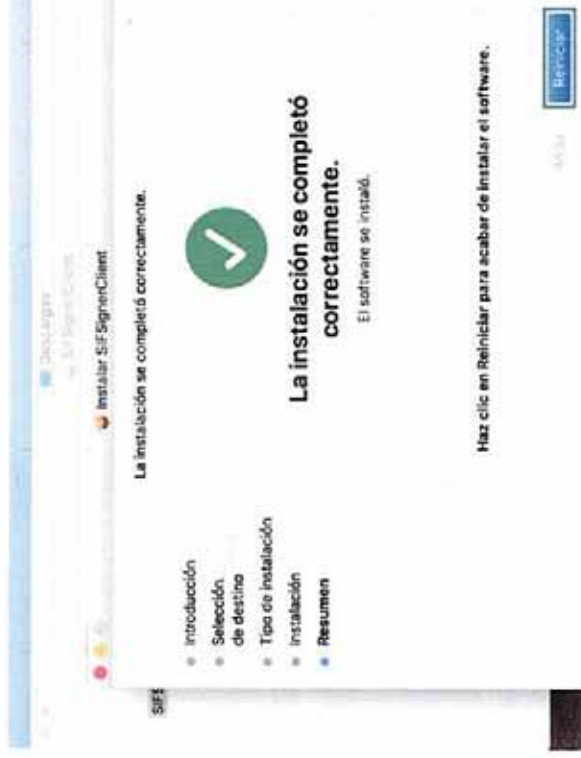 Descargas
Instalar SIFSignerClient
La instalación se completó correctamente.
Introducción
Selección
de destino
Tipo de instalación
Instalación
Resumen
La instalación se completó
correctamente.
El software se instaló.
Haz clic en Reiniciar para acabar de instalar el software.
Reiniciar